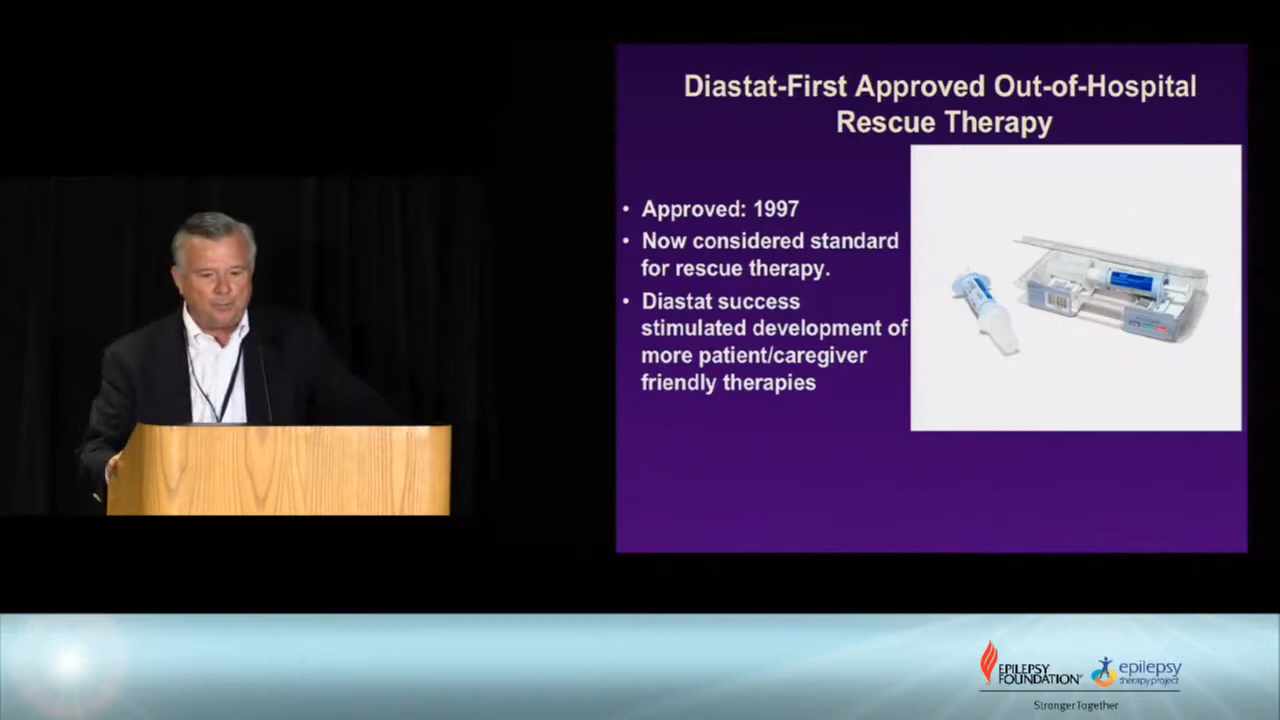 Diastat-First Approved Out-of-Hospital
Rescue Therapy
• Approved: 1997
• Now considered standard
for rescue therapy.
• Diastat success
stimulated development of
more patient/caregiver
friendly therapies
EPILEPSY
FOUNDATION
epilepsy
therapy project
Stronger Together